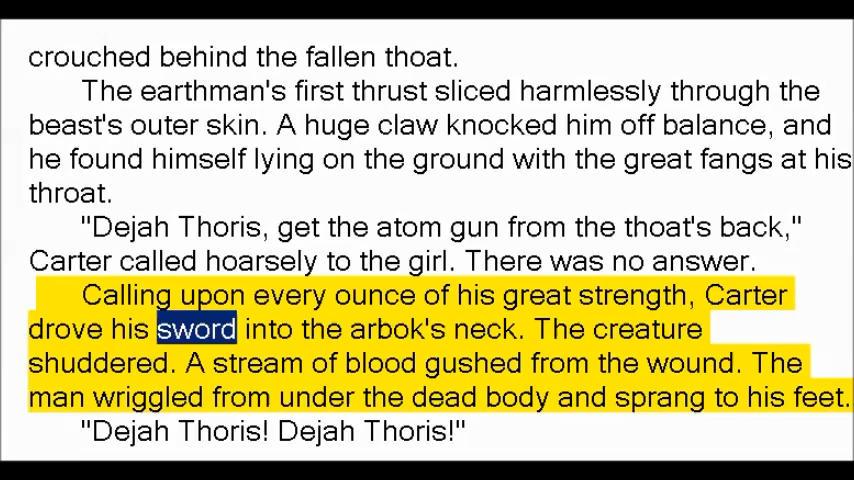 crouched behind the fallen thoat.
The earthman's first thrust sliced harmlessly through the
beast's outer skin. A huge claw knocked him off balance, and
he found himself lying on the ground with the great fangs at his
throat.
"Dejah Thoris, get the atom gun from the thoat's back,"
Carter called hoarsely to the girl. There was no answer.
Calling upon every ounce of his great strength, Carter
drove his sword into the arbok's neck. The creature
shuddered. A stream of blood gushed from the wound. The
man wriggled from under the dead body and sprang to his feet.
"Dejah Thoris! Dejah Thoris!"